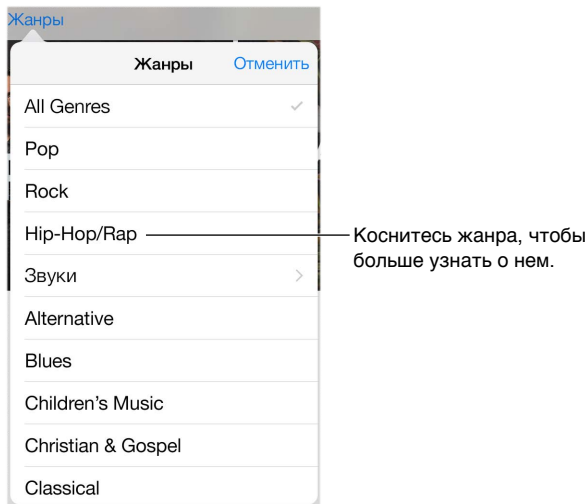 Жанры
Жанры Отменить
All Genres
Pop
Rock
Hip-Hop/Rap
Коснитесь жанра, чтобы
больше узнать о нем.
Звуки
Alternative
Blues
Children's Music
Christian & Gospel
Classical